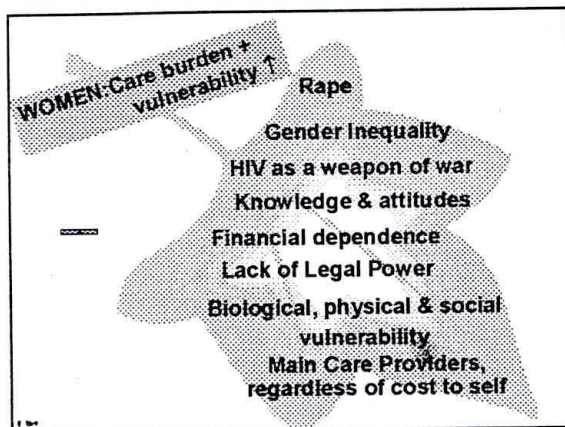 WOMEN:Care burden +
vulnerability ↑
Rape
Gender Inequality
HIV as a weapon of war
Knowledge & attitudes
Financial dependence
Lack of Legal Power
Biological, physical & social
vulnerability
Main Care Providers,
regardless of cost to self